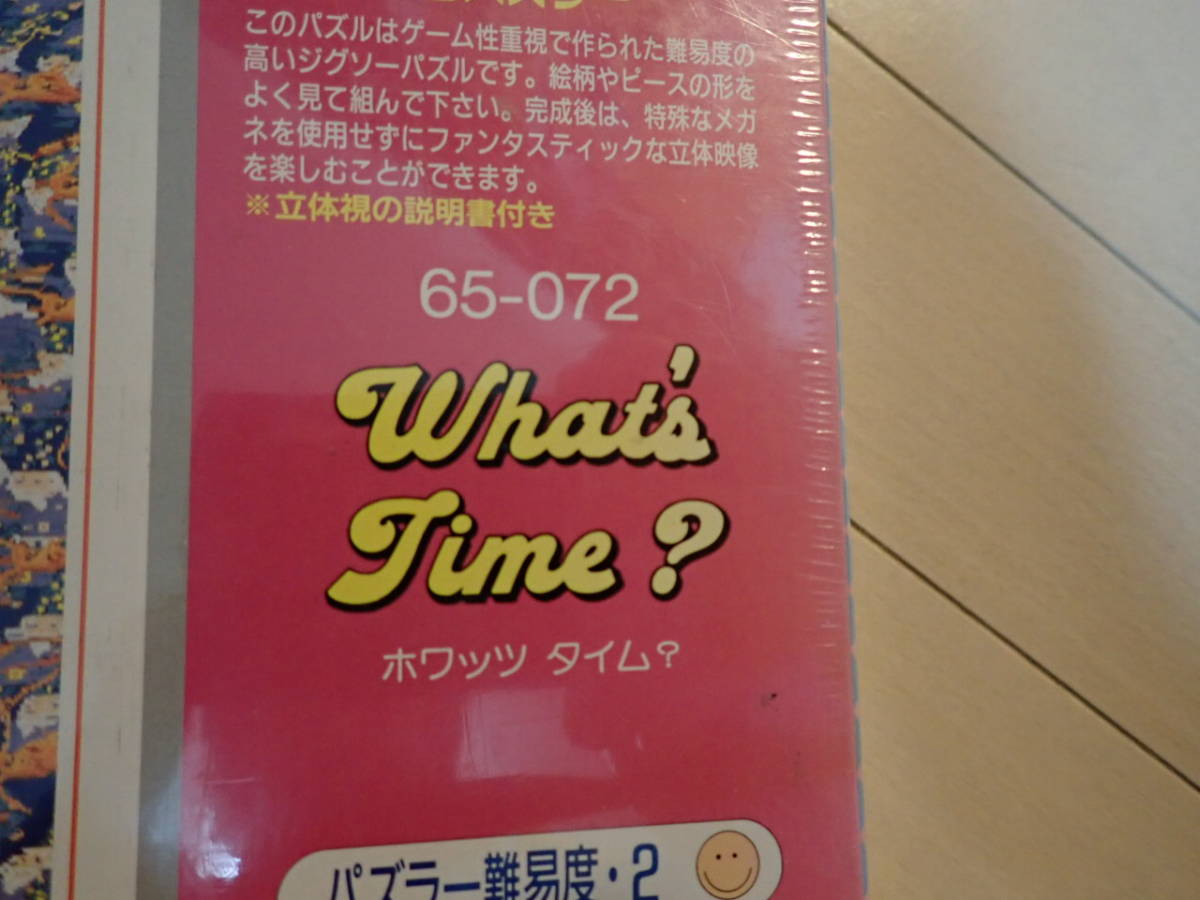 このパズルはゲーム性重視で作られた難易度の
高いジグソーパズルです。絵柄やピースの形を
よく見て組んで下さい。完成後は、特殊なメガ
ネを使用せずにファンタスティックな立体映像
を楽しむことができます。
※立体視の説明書付き
65-072
What's
Time?
ホワッツ タイム?
パズラー難易度・2